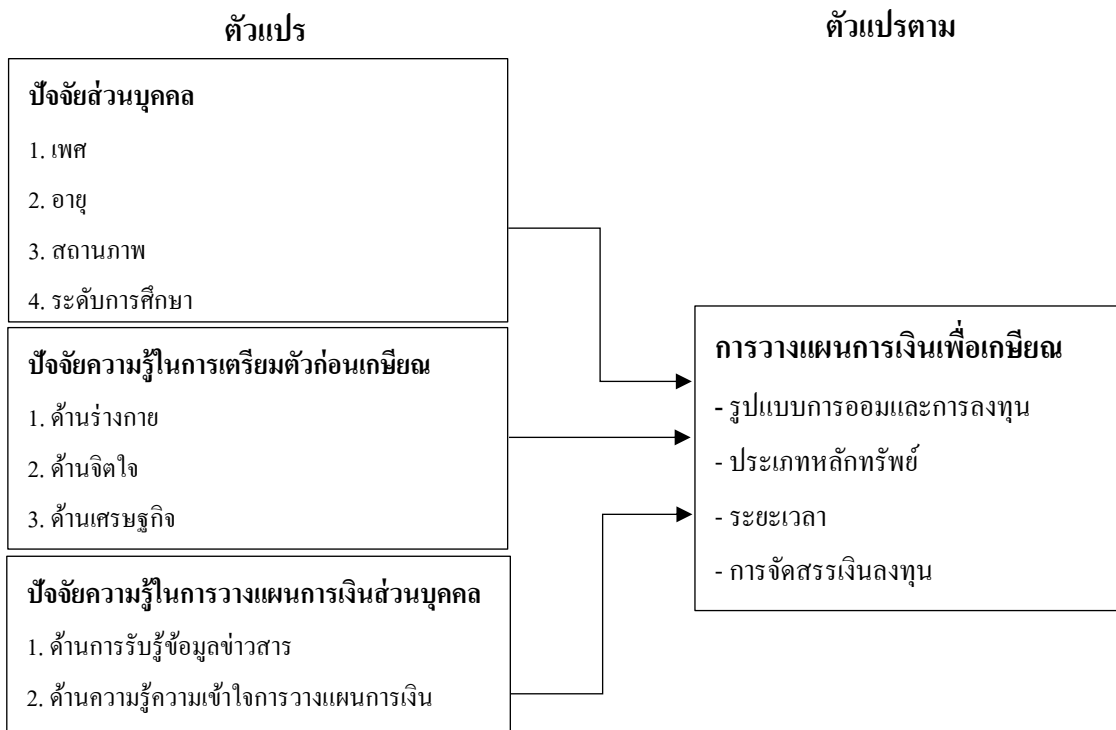 ตัวแปร
ตัวแปรตาม
ปัจจัยส่วนบุคคล
1. เพศ
2. อายุ
3. สถานภาพ
4. ระดับการศึกษา
ปัจจัยความรู้ในการเตรียมตัวก่อนเกษียณ
1. ด้านร่างกาย
2. ด้านจิตใจ
3. ด้านเศรษฐกิจ
ปัจจัยความรู้ในการวางแผนการเงินส่วนบุคคล
1. ด้านการรับรู้ข้อมูลข่าวสาร
2. ด้านความรู้ความเข้าใจการวางแผนการเงิน
การวางแผนการเงินเพื่อเกษียณ
- รูปแบบการออมและการลงทุน
- ประเภทหลักทรัพย์
- ระยะเวลา
- การจัดสรรเงินลงทุน